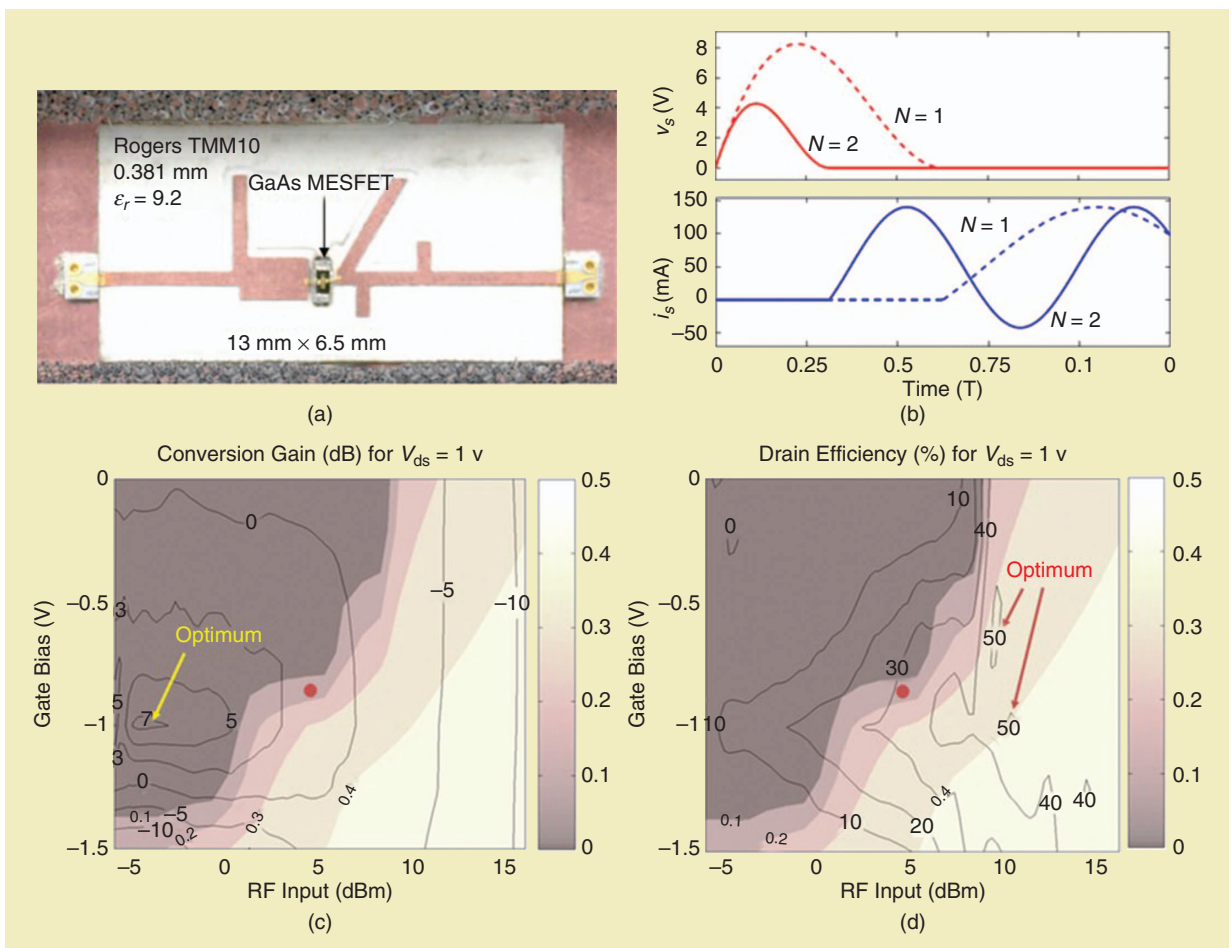 Rogers TMM10
0.381 mm
εr = 9.2
GaAs MESFET
13 mm × 6.5 mm
(a)
8
6
4
2
0
vs (V)
N = 1
N = 2
150
100
50
0
−50
is (mA)
N = 1
N = 2
0 0.25 0.5 0.75 0.1 0
Time (T)
(b)
Conversion Gain (dB) for Vds = 1 v
0
−0.5
−1
−1.5
Gate Bias (V)
0
3
Optimum
5
7
5
3
0
−5
−10
0.1
0.2
0.3
0.4
−5
−10
−5 0 5 10 15
RF Input (dBm)
0.5
0.4
0.3
0.2
0.1
0
(c)
Drain Efficiency (%) for Vds = 1 v
0
−0.5
−1
−1.5
Gate Bias (V)
0
10
40
Optimum
50
30
10
50
0.4
40
40
20
10
0.1
0.2
−5 0 5 10 15
RF Input (dBm)
0.5
0.4
0.3
0.2
0.1
0
(d)